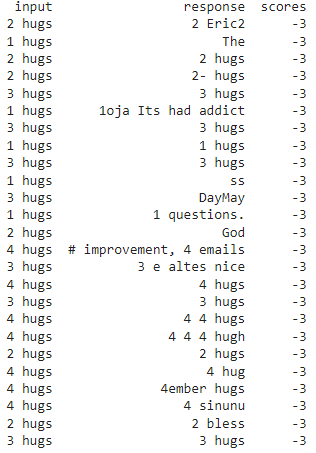 input response scores
2 hugs 2 Eric2 -3
1 hugs The -3
2 hugs 2 hugs -3
2 hugs 2- hugs -3
3 hugs 3 hugs -3
1 hugs 1oja Its had addict -3
3 hugs 3 hugs -3
1 hugs 1 hugs -3
3 hugs 3 hugs -3
1 hugs ss -3
3 hugs DayMay -3
1 hugs 1 questions. -3
2 hugs God -3
4 hugs # improvement, 4 emails -3
3 hugs 3 e altes nice -3
4 hugs 4 hugs -3
3 hugs 3 hugs -3
4 hugs 4 4 hugs -3
4 hugs 4 4 4 hugh -3
2 hugs 2 hugs -3
4 hugs 4 hug -3
4 hugs 4ember hugs -3
4 hugs 4 sinunu -3
2 hugs 2 bless -3
3 hugs 3 hugs -3